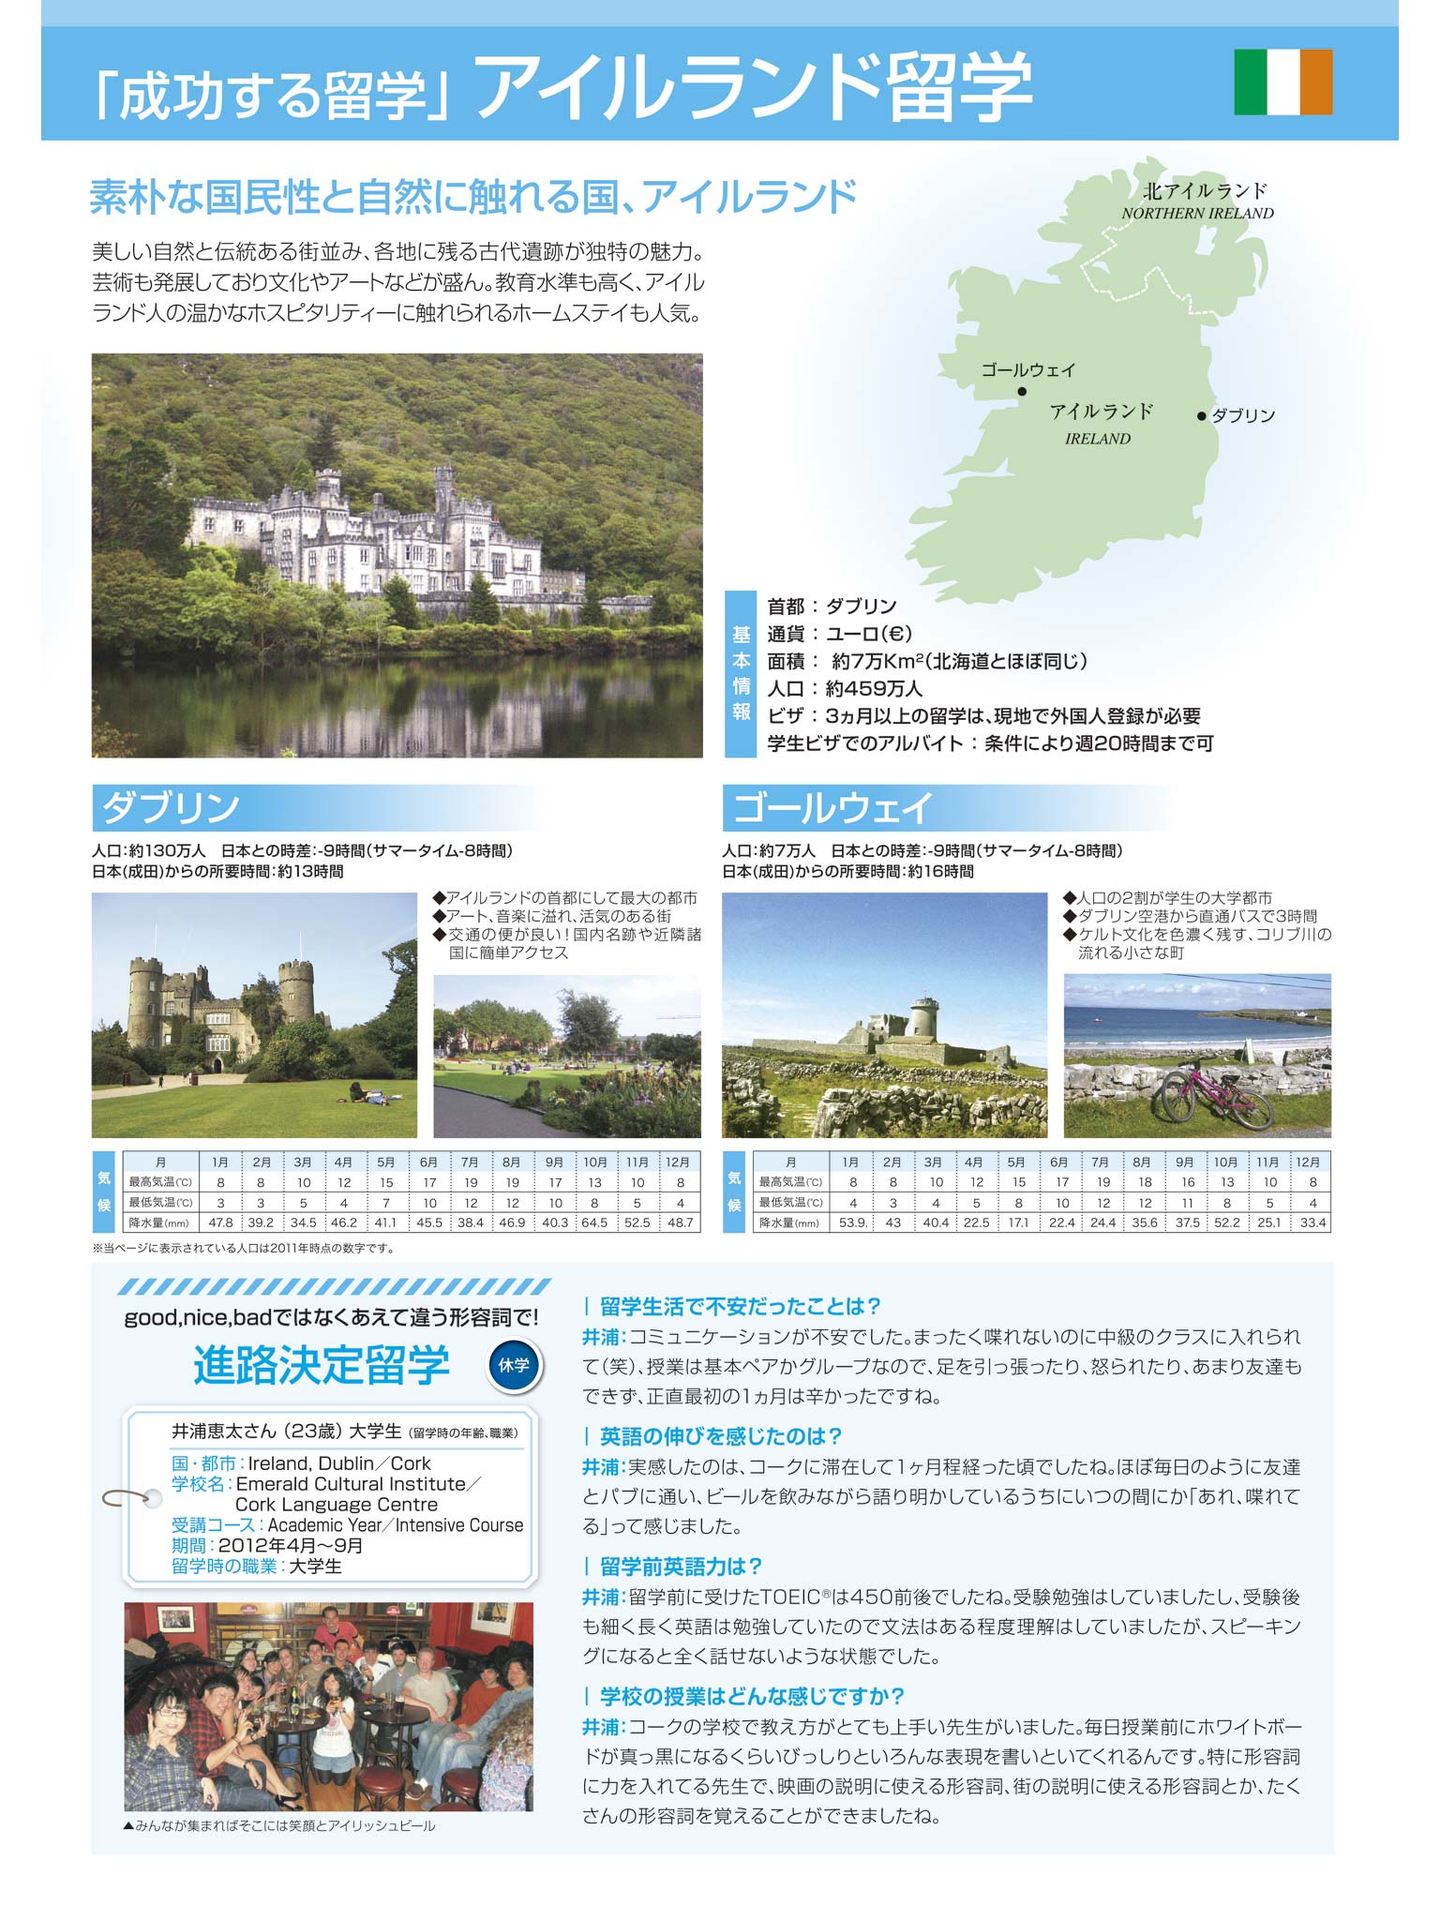 「成功する留学」 アイルランド留学
素朴な国民性と自然に触れる国、アイルランド
美しい自然と伝統ある街並み、各地に残る古代遺跡が独特の魅力。
芸術も発展しており文化やアートなどが盛ん。教育水準も高く、アイル
ランド人の温かなホスピタリティーに触れられるホームステイも人気。
北アイルランド
NORTHERN IRELAND
ゴールウェイ
アイルランド
IRELAND
ダブリン
基本情報
首都 : ダブリン
通貨 : ユーロ(€)
面積 : 約7万Km²(北海道とほぼ同じ)
人口 : 約459万人
ビザ : 3ヵ月以上の留学は、現地で外国人登録が必要
学生ビザでのアルバイト : 条件により週20時間まで可
ダブリン
人口:約130万人 日本との時差:-9時間(サマータイム-8時間)
日本(成田)からの所要時間:約13時間
◆アイルランドの首都にして最大の都市
◆アート、音楽に溢れ、活気のある街
◆交通の便が良い!国内名跡や近隣諸
国に簡単アクセス
気候
月 1月 2月 3月 4月 5月 6月 7月 8月 9月 10月 11月 12月
最高気温(℃) 8 8 10 12 15 17 19 19 17 13 10 8
最低気温(℃) 3 3 5 4 7 10 12 12 10 8 5 4
降水量(mm) 47.8 39.2 34.5 46.2 41.1 45.5 38.4 46.9 40.3 64.5 52.5 48.7
※当ページに表示されている人口は2011年時点の数字です。
ゴールウェイ
人口:約7万人 日本との時差:-9時間(サマータイム-8時間)
日本(成田)からの所要時間:約16時間
◆人口の2割が学生の大学都市
◆ダブリン空港から直通バスで3時間
◆ケルト文化を色濃く残す、コリブ川の
流れる小さな町
気候
月 1月 2月 3月 4月 5月 6月 7月 8月 9月 10月 11月 12月
最高気温(℃) 8 8 10 12 15 17 19 18 16 13 10 8
最低気温(℃) 4 3 4 5 8 10 12 12 11 8 5 4
降水量(mm) 53.9. 43 40.4 22.5 17.1 22.4 24.4 35.6 37.5 52.2 25.1 33.4
good,nice,badではなくあえて違う形容詞で!
進路決定留学
休学
井浦恵太さん(23歳)大学生(留学時の年齢、職業)
国・都市:Ireland, Dublin／Cork
学校名:Emerald Cultural Institute／
Cork Language Centre
受講コース:Academic Year／Intensive Course
期間:2012年4月～9月
留学時の職業:大学生
▲みんなが集まればそこには笑顔とアイリッシュビール
| 留学生活で不安だったことは?
井浦:コミュニケーションが不安でした。まったく喋れないのに中級のクラスに入れられ
て(笑)、授業は基本ペアかグループなので、足を引っ張ったり、怒られたり、あまり友達も
できず、正直最初の1ヵ月は辛かったですね。
| 英語の伸びを感じたのは?
井浦:実感したのは、コークに滞在して1ヶ月程経った頃でしたね。ほぼ毎日のように友達
とパブに通い、ビールを飲みながら語り明かしているうちにいつの間にか「あれ、喋れて
る」って感じました。
| 留学前英語力は?
井浦:留学前に受けたTOEIC®は450前後でしたね。受験勉強はしていましたし、受験後
も細く長く英語は勉強していたので文法はある程度理解はしていましたが、スピーキン
グになると全く話せないような状態でした。
| 学校の授業はどんな感じですか?
井浦:コークの学校で教え方がとても上手い先生がいました。毎日授業前にホワイトボー
ドが真っ黒になるくらいびっしりといろんな表現を書いといてくれるんです。特に形容詞
に力を入れてる先生で、映画の説明に使える形容詞、街の説明に使える形容詞とか、たく
さんの形容詞を覚えることができましたね。